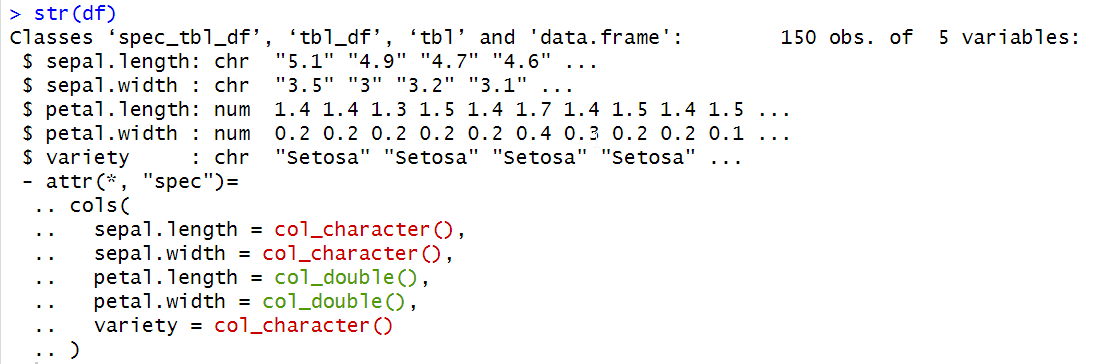 > str(df)
Classes ‘spec_tbl_df’, ‘tbl_df’, ‘tbl’ and 'data.frame':	150 obs. of  5 variables:
 $ sepal.length: chr  "5.1" "4.9" "4.7" "4.6" ...
 $ sepal.width : chr  "3.5" "3" "3.2" "3.1" ...
 $ petal.length: num  1.4 1.4 1.3 1.5 1.4 1.7 1.4 1.5 1.4 1.5 ...
 $ petal.width : num  0.2 0.2 0.2 0.2 0.2 0.4 0.3 0.2 0.2 0.1 ...
 $ variety     : chr  "Setosa" "Setosa" "Setosa" "Setosa" ...
 - attr(*, "spec")=
  .. cols(
  ..   sepal.length = col_character(),
  ..   sepal.width = col_character(),
  ..   petal.length = col_double(),
  ..   petal.width = col_double(),
  ..   variety = col_character()
  .. )